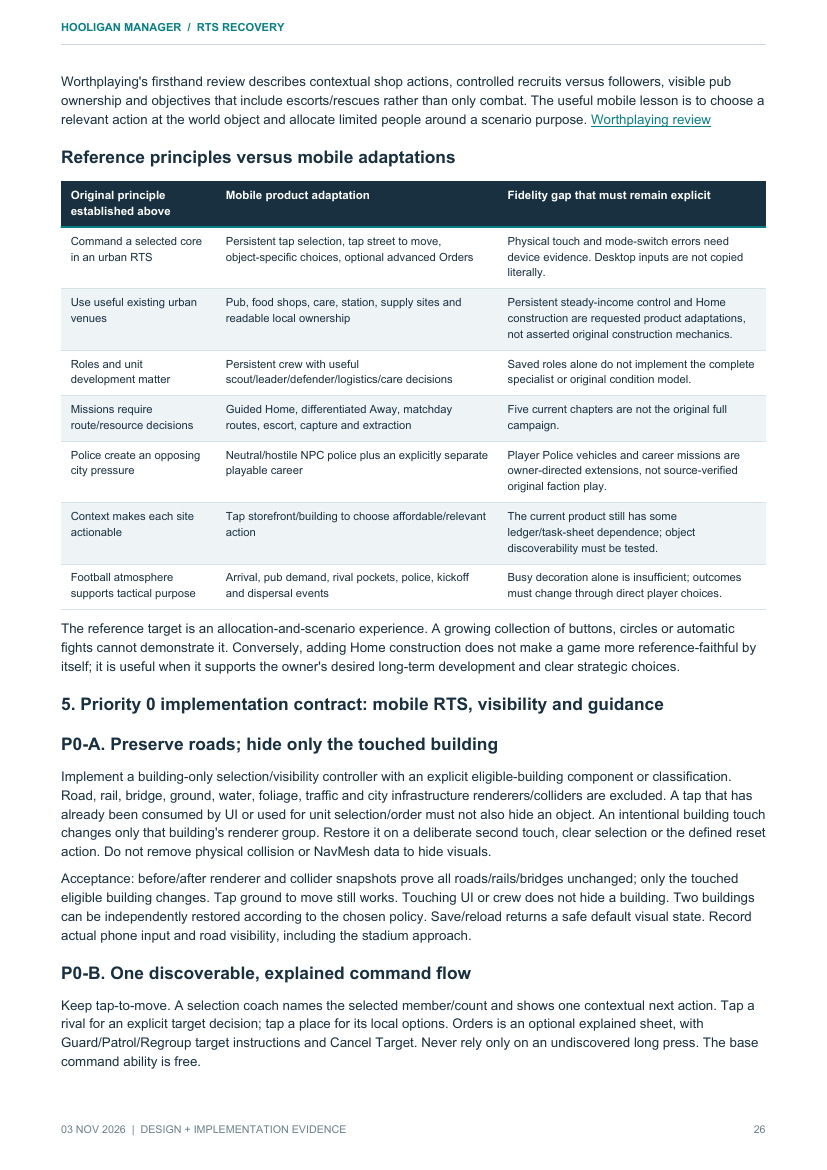 HOOLIGAN MANAGER / RTS RECOVERY
Worthplaying's firsthand review describes contextual shop actions, controlled recruits versus followers, visible pub
ownership and objectives that include escorts/rescues rather than only combat. The useful mobile lesson is to choose a
relevant action at the world object and allocate limited people around a scenario purpose. Worthplaying review
Reference principles versus mobile adaptations
Original principle
established above
Mobile product adaptation
Fidelity gap that must remain explicit
Command a selected core
in an urban RTS
Persistent tap selection, tap street to move,
object-specific choices, optional advanced Orders
Physical touch and mode-switch errors need
device evidence. Desktop inputs are not copied
literally.
Use useful existing urban
venues
Pub, food shops, care, station, supply sites and
readable local ownership
Persistent steady-income control and Home
construction are requested product adaptations,
not asserted original construction mechanics.
Roles and unit
development matter
Persistent crew with useful
scout/leader/defender/logistics/care decisions
Saved roles alone do not implement the complete
specialist or original condition model.
Missions require
route/resource decisions
Guided Home, differentiated Away, matchday
routes, escort, capture and extraction
Five current chapters are not the original full
campaign.
Police create an opposing
city pressure
Neutral/hostile NPC police plus an explicitly separate
playable career
Player Police vehicles and career missions are
owner-directed extensions, not source-verified
original faction play.
Context makes each site
actionable
Tap storefront/building to choose affordable/relevant
action
The current product still has some
ledger/task-sheet dependence; object
discoverability must be tested.
Football atmosphere
supports tactical purpose
Arrival, pub demand, rival pockets, police, kickoff
and dispersal events
Busy decoration alone is insufficient; outcomes
must change through direct player choices.
The reference target is an allocation-and-scenario experience. A growing collection of buttons, circles or automatic
fights cannot demonstrate it. Conversely, adding Home construction does not make a game more reference-faithful by
itself; it is useful when it supports the owner's desired long-term development and clear strategic choices.
5. Priority 0 implementation contract: mobile RTS, visibility and guidance
P0-A. Preserve roads; hide only the touched building
Implement a building-only selection/visibility controller with an explicit eligible-building component or classification.
Road, rail, bridge, ground, water, foliage, traffic and city infrastructure renderers/colliders are excluded. A tap that has
already been consumed by UI or used for unit selection/order must not also hide an object. An intentional building touch
changes only that building's renderer group. Restore it on a deliberate second touch, clear selection or the defined reset
action. Do not remove physical collision or NavMesh data to hide visuals.
Acceptance: before/after renderer and collider snapshots prove all roads/rails/bridges unchanged; only the touched
eligible building changes. Tap ground to move still works. Touching UI or crew does not hide a building. Two buildings
can be independently restored according to the chosen policy. Save/reload returns a safe default visual state. Record
actual phone input and road visibility, including the stadium approach.
P0-B. One discoverable, explained command flow
Keep tap-to-move. A selection coach names the selected member/count and shows one contextual next action. Tap a
rival for an explicit target decision; tap a place for its local options. Orders is an optional explained sheet, with
Guard/Patrol/Regroup target instructions and Cancel Target. Never rely only on an undiscovered long press. The base
command ability is free.
03 NOV 2026 | DESIGN + IMPLEMENTATION EVIDENCE
26